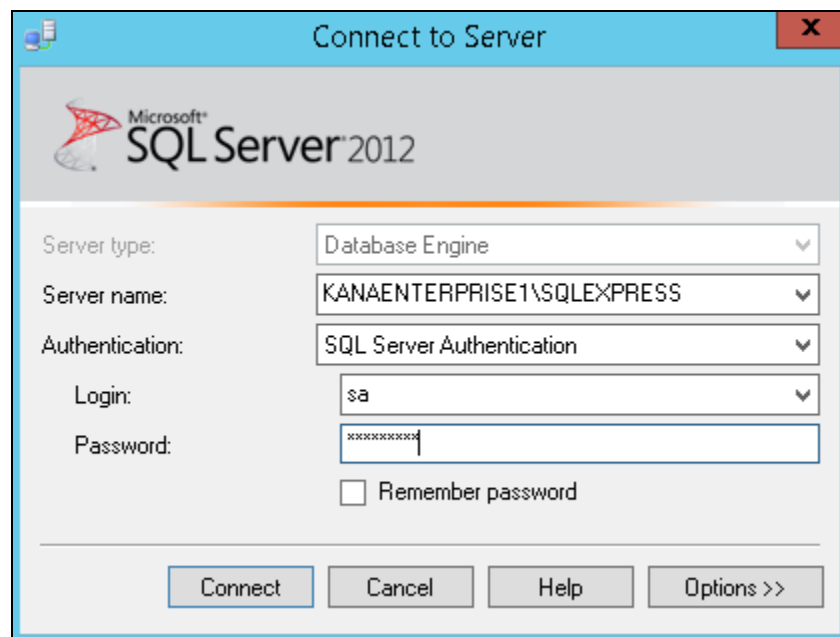 Connect to Server
x
Microsoft®
SQL Server® 2012
Server type: Database Engine
Server name: KANAENTERPRISE1\SQLEXPRESS
Authentication: SQL Server Authentication
Login: sa
Password: *********
Remember password
Connect Cancel Help Options >>